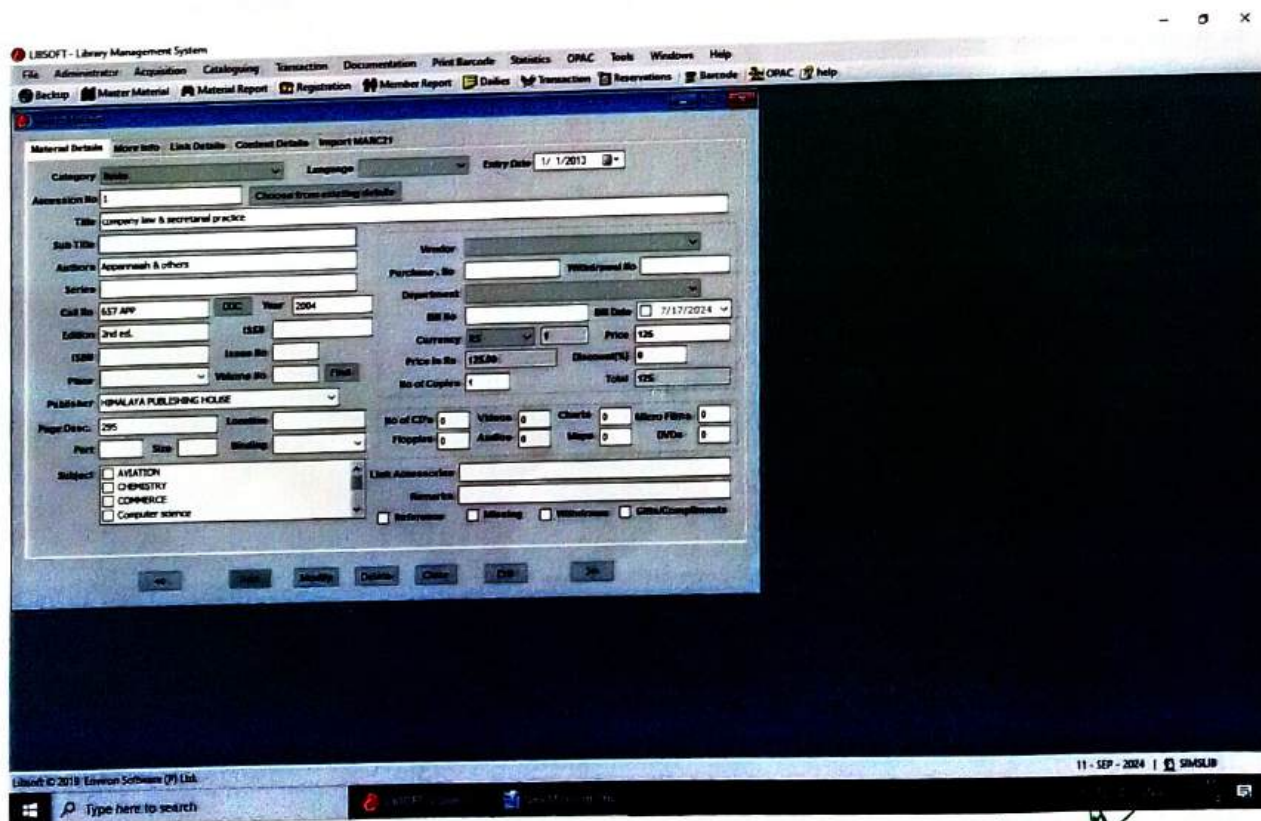 LIBSOFT - Library Management System
File Administrator Acquisition Cataloguing Transaction Documentation Print Barcode Statistics OPAC Tools Windows Help
Backup Master Material Material Report Registration Member Report Dailies Transaction Reservations Barcode OPAC help
Material Details More Info Link Details Content Details Import MARC21
Category Books Language Entry Date 1/ 1/2013
Accession No 1 Choose from existing details
Title company law & secretarial practice
Sub Title
Vendor
Authors Appannaiah & others
Purchase. No Withdrawal No
Series
Department
Call No 657 APP DDC Year 2004
Bill No Bill Date 7/17/2024
Edition 2nd ed. ISSN
Currency RS 1 Price 125
ISBN Issue No
Price in Rs 125.00 Discount(%) 0
Place Volume No Find
No of Copies 1 Total 125
Publisher HIMALAYA PUBLISHING HOUSE
Page Desc. 295 Location
No of CDs 0 Videos 0 Charts 0 Micro Films 0
Part Size Binding
Floppies 0 Audios 0 Maps 0 DVDs 0
Subject AVIATION
CHEMISTRY
COMMERCE
Computer science
Link Accessories
Remarks
Reference Missing Withdrawn Gifts/Compliments
<< Add Modify Delete Clear Exit >>
Libsoft © 2019 Environ Software (P) Ltd.
11 - SEP - 2024 | SIMSLIB
Type here to search